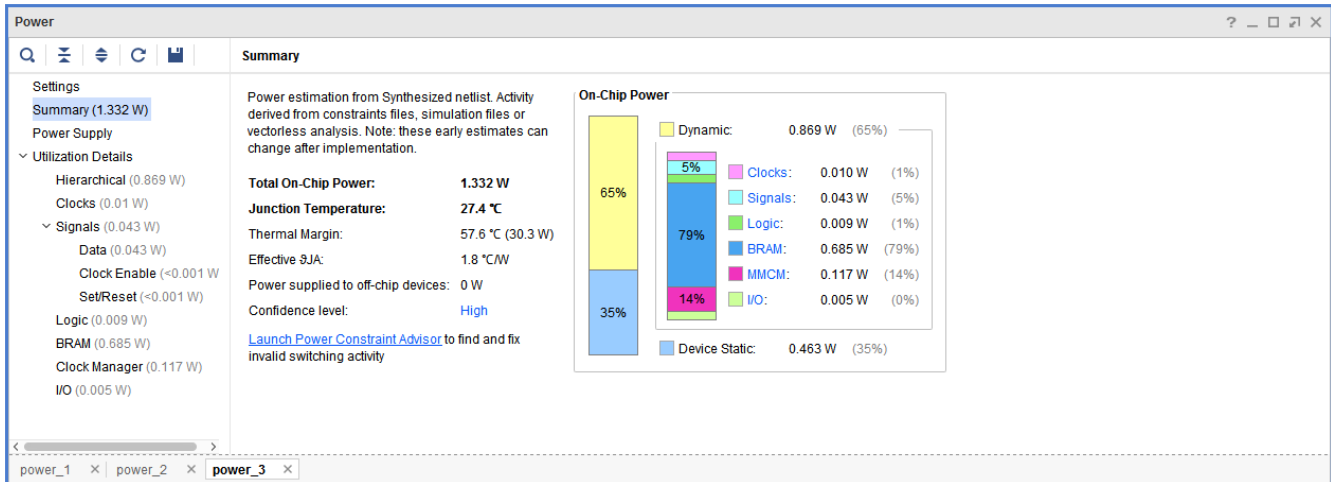 Power
Summary
Settings
Summary (1.332 W)
Power Supply
Utilization Details
Hierarchical (0.869 W)
Clocks (0.01 W)
Signals (0.043 W)
Data (0.043 W)
Clock Enable (<0.001 W
Set/Reset (<0.001 W)
Logic (0.009 W)
BRAM (0.685 W)
Clock Manager (0.117 W)
I/O (0.005 W)
Power estimation from Synthesized netlist. Activity
derived from constraints files, simulation files or
vectorless analysis. Note: these early estimates can
change after implementation.
Total On-Chip Power: 1.332 W
Junction Temperature: 27.4 °C
Thermal Margin: 57.6 °C (30.3 W)
Effective ϑJA: 1.8 °C/W
Power supplied to off-chip devices: 0 W
Confidence level: High
Launch Power Constraint Advisor to find and fix
invalid switching activity
On-Chip Power
65%
35%
Dynamic: 0.869 W (65%)
5%
79%
14%
Clocks: 0.010 W (1%)
Signals: 0.043 W (5%)
Logic: 0.009 W (1%)
BRAM: 0.685 W (79%)
MMCM: 0.117 W (14%)
I/O: 0.005 W (0%)
Device Static: 0.463 W (35%)
power_1 power_2 power_3